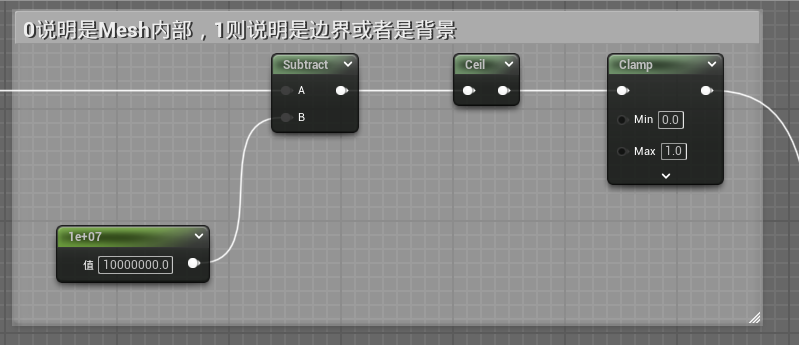 0说明是Mesh内部，1则说明是边界或者是背景
Subtract
A
B
Ceil
Clamp
Min 0.0
Max 1.0
1e+07
值 10000000.0